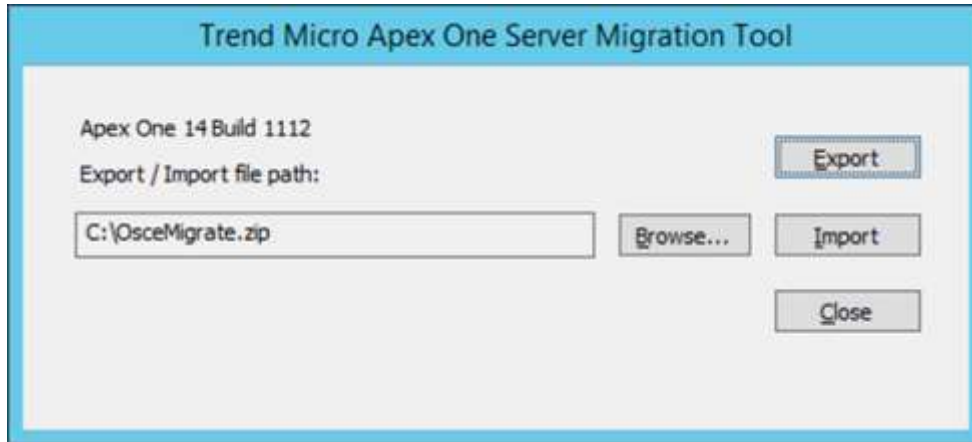 Trend Micro Apex One Server Migration Tool
Apex One 14 Build 1112
Export
Export / Import file path:
C:\OsceMigrate.zip
Browse...
Import
Close